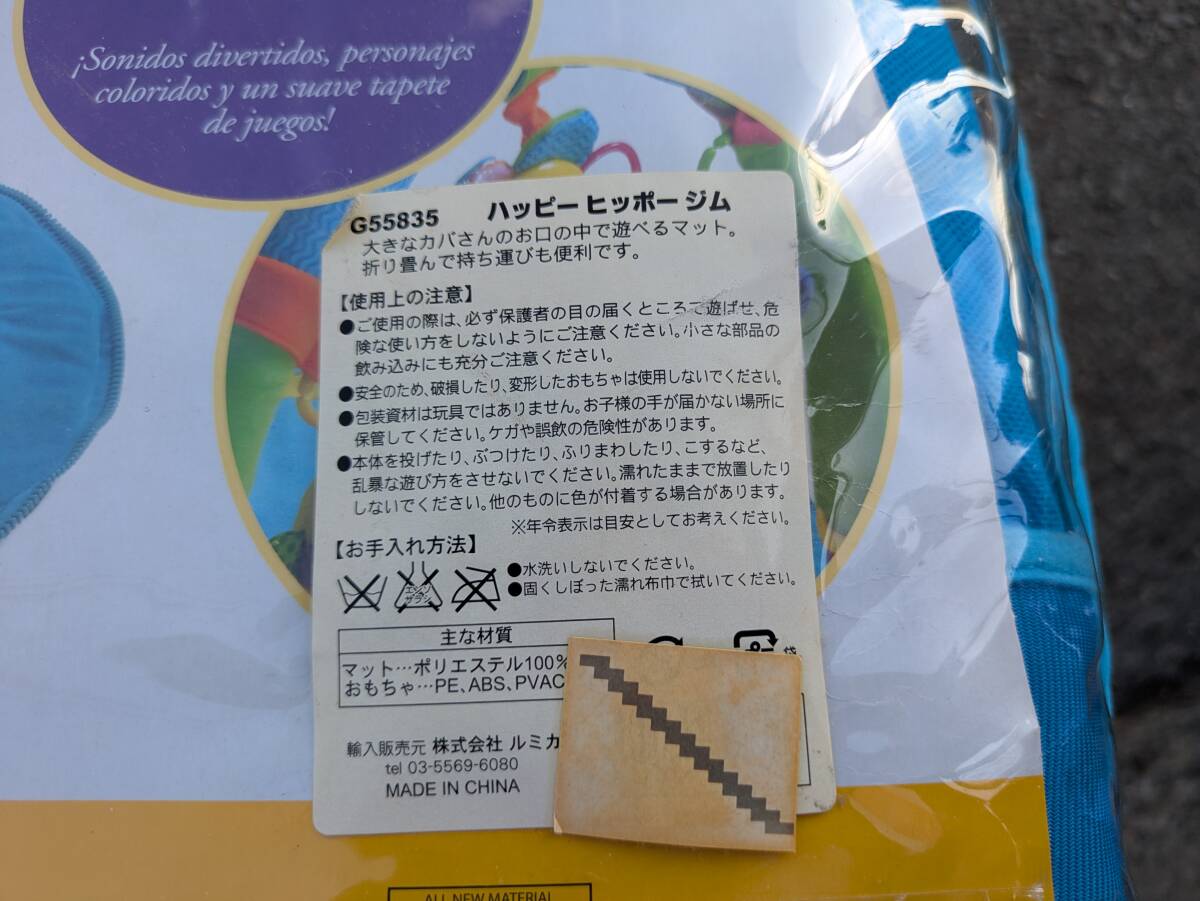 ¡Sonidos divertidos, personajes
coloridos y un suave tapete
de juegos!
G55835 ハッピーヒッポージム
大きなカバさんのお口の中で遊べるマット。
折り畳んで持ち運びも便利です。
【使用上の注意】
●ご使用の際は、必ず保護者の目の届くところで遊ばせ、危
険な使い方をしないようにご注意ください。小さな部品の
飲み込みにも充分ご注意ください。
●安全のため、破損したり、変形したおもちゃは使用しないでください。
●包装資材は玩具ではありません。お子様の手が届かない場所に
保管してください。ケガや誤飲の危険性があります。
●本体を投げたり、ぶつけたり、ふりまわしたり、こするなど、
乱暴な遊び方をさせないでください。濡れたままで放置したり
しないでください。他のものに色が付着する場合があります。
※年令表示は目安としてお考えください。
【お手入れ方法】
エンソ
サラシ
●水洗いしないでください。
●固くしぼった濡れ布巾で拭いてください。
主な材質
マット…ポリエステル100%
おもちゃ…PE、ABS、PVAC
袋
輸入販売元 株式会社 ルミカ
tel 03-5569-6080
MADE IN CHINA
ALL NEW MATERIAL